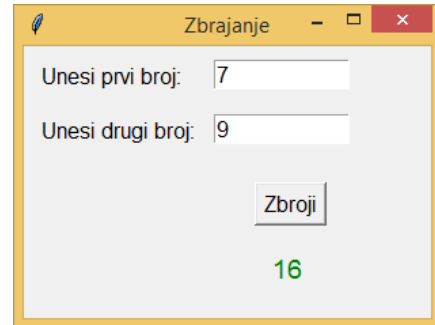 Zbrajanje
Unesi prvi broj: 7
Unesi drugi broj: 9
Zbroji
16